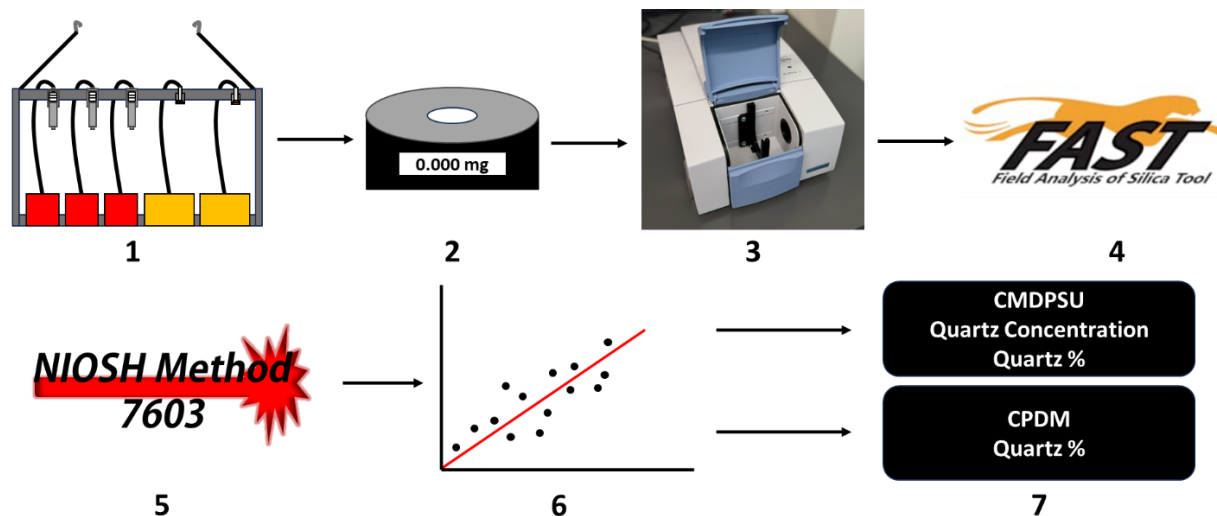 1
0.000 mg
2
3
FAST
Field Analysis of Silica Tool
4
NIOSH Method
7603
5
6
CMDPSU
Quartz Concentration
Quartz %
CPDM
Quartz %
7